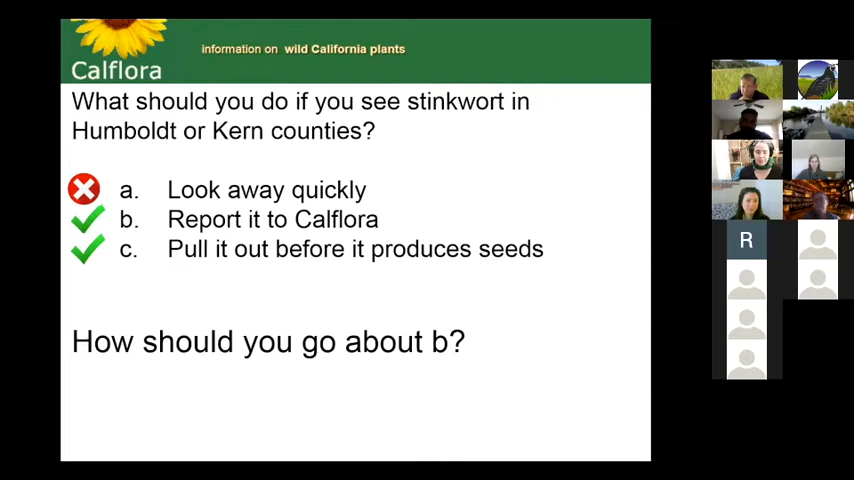 Calflora
information on wild California plants
What should you do if you see stinkwort in
Humboldt or Kern counties?
a. Look away quickly
b. Report it to Calflora
c. Pull it out before it produces seeds
How should you go about b?
R